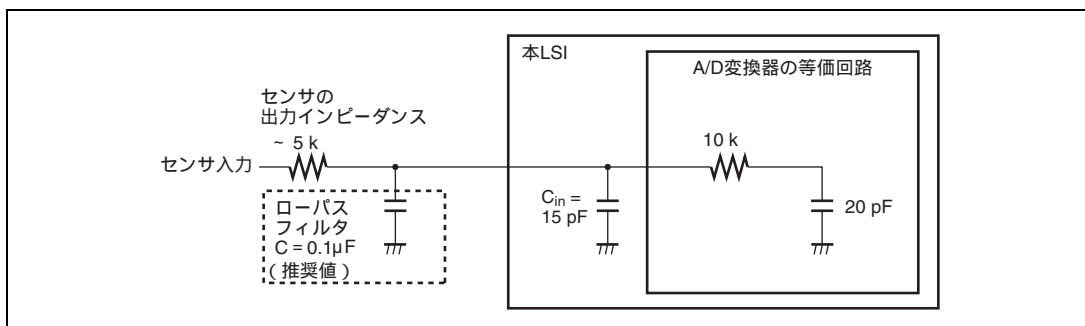 本LSI
A/D変換器の等価回路
センサの
出力インピーダンス
~ 5 k
10 k
センサ入力
ローパス
フィルタ
C = 0.1μF
(推奨値)
Cin =
15 pF
20 pF